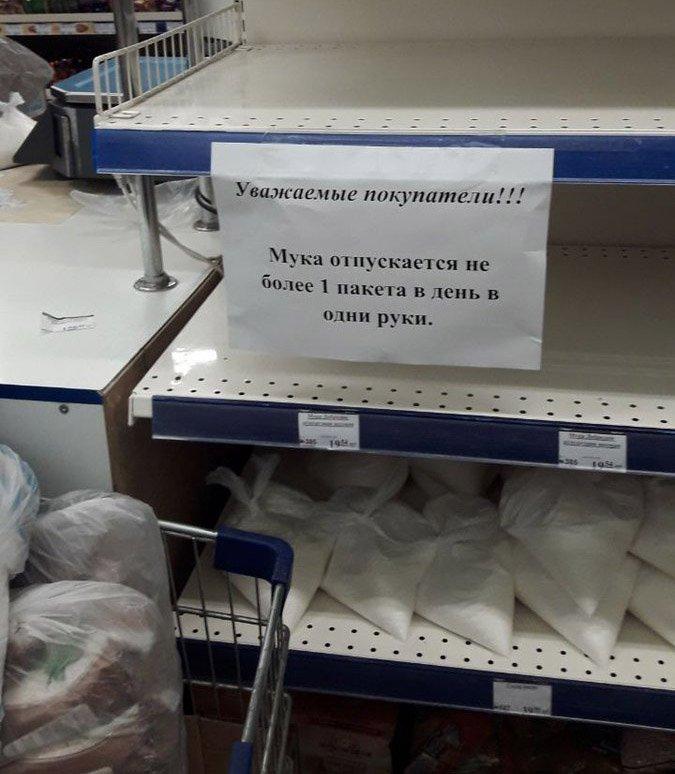 Уважаемые покупатели!!!
Мука отпускается не
более 1 пакета в день в
одни руки.